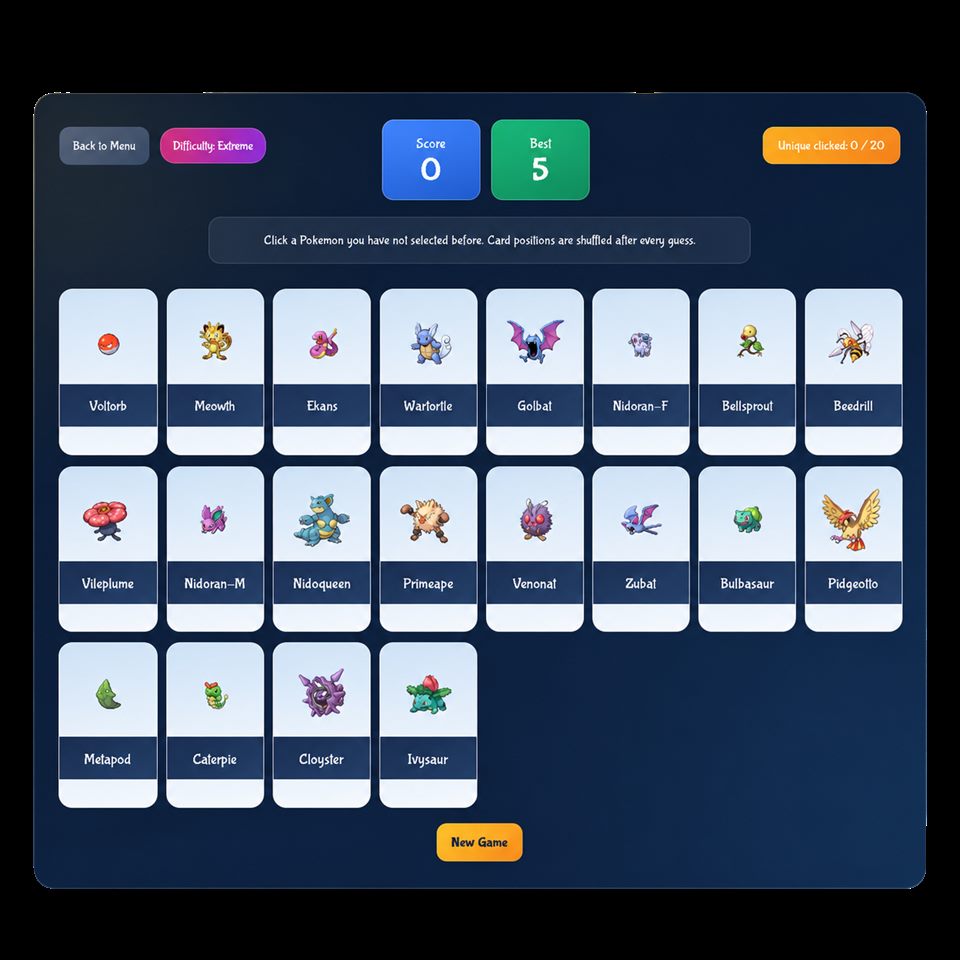 Back to Menu
Difficulty: Extreme
Score
0
Best
5
Unique clicked: 0 / 20
Click a Pokemon you have not selected before. Card positions are shuffled after every guess.
Voltorb
Meowth
Ekans
Wartortle
Golbat
Nidoran-F
Bellsprout
Beedrill
Vileplume
Nidoran-M
Nidoqueen
Primeape
Venonat
Zubat
Bulbasaur
Pidgeotto
Metapod
Caterpie
Cloyster
Ivysaur
New Game